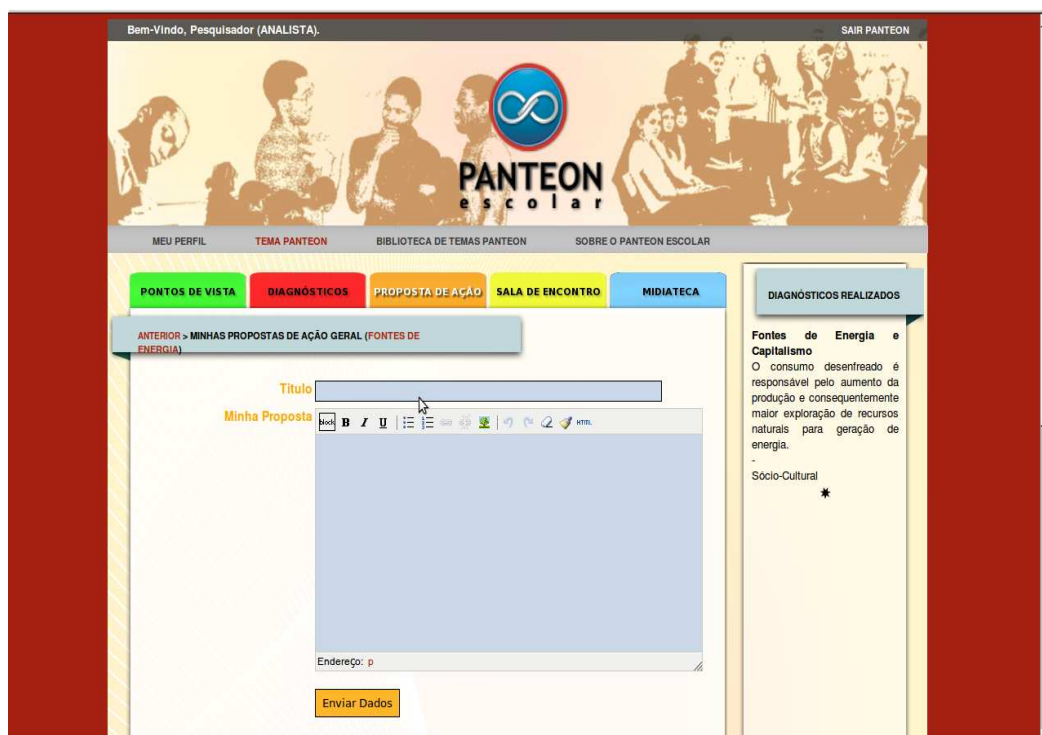 Bem-Vindo, Pesquisador (ANALISTA).
SAIR PANTEON
PANTEON
escolar
MEU PERFIL
TEMA PANTEON
BIBLIOTECA DE TEMAS PANTEON
SOBRE O PANTEON ESCOLAR
PONTOS DE VISTA
DIAGNÓSTICOS
PROPOSTA DE AÇÃO
SALA DE ENCONTRO
MIDIATECA
ANTERIOR > MINHAS PROPOSTAS DE AÇÃO GERAL (FONTES DE
ENERGIA)
Titulo
Minha Proposta
block B I U HTML
Endereço: p
Enviar Dados
DIAGNÓSTICOS REALIZADOS
Fontes de Energia e
Capitalismo
O consumo desenfreado é
responsável pelo aumento da
produção e consequentemente
maior exploração de recursos
naturais para geração de
energia.
-
Sócio-Cultural